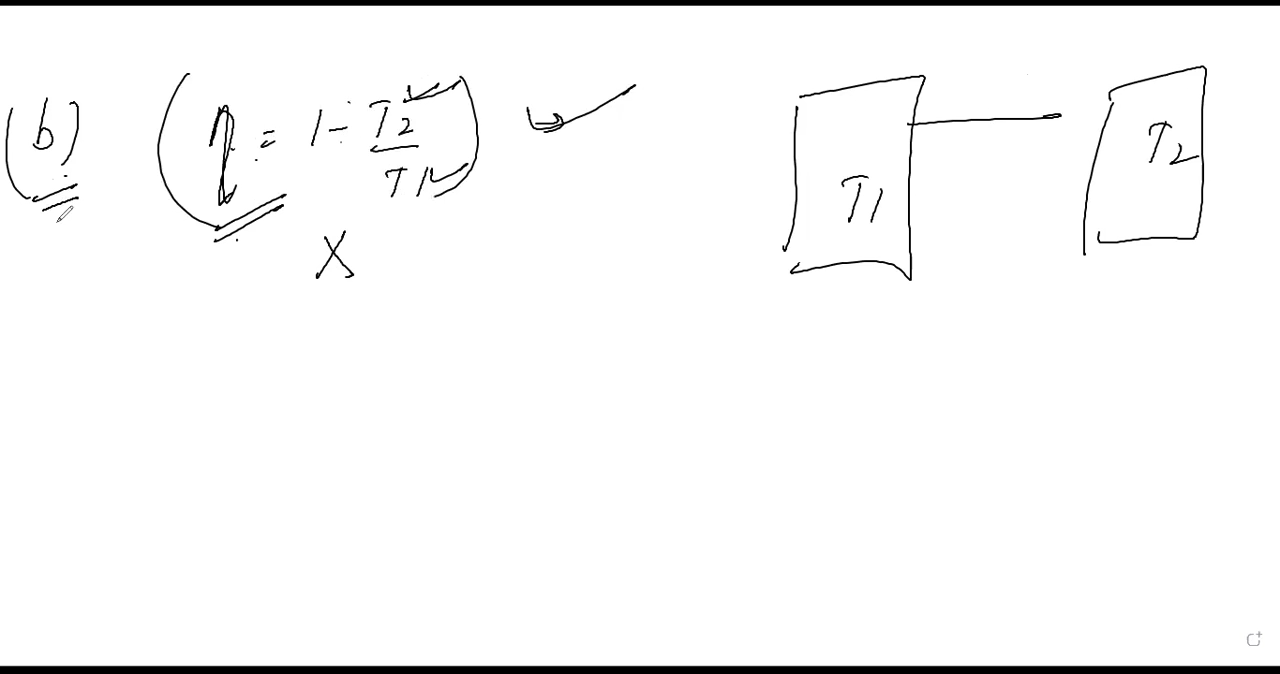 (b) (η = 1 - T2/T1)
X
T1
T2